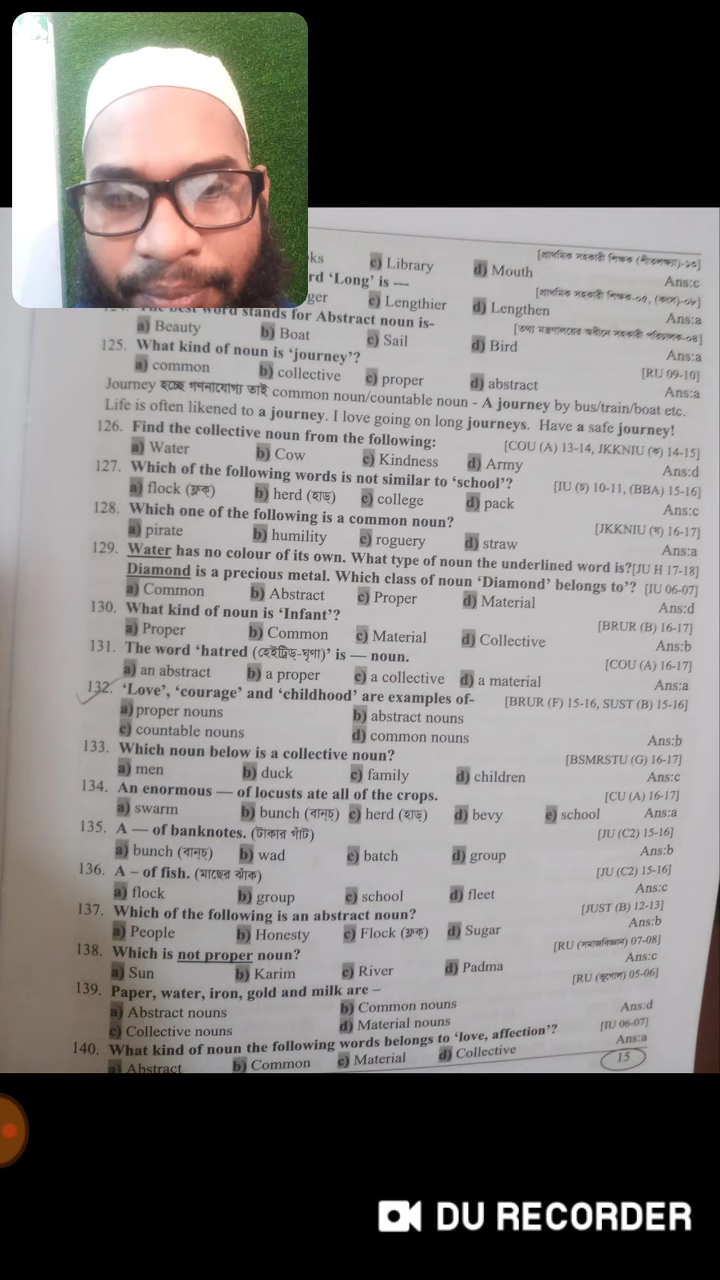 c) Library d) Mouth [প্রাথমিক সহকারী শিক্ষক
Ans:c
'Long' is —
c) Lengthier d) Lengthen [প্রাথমিক সহকারী শিক্ষক
Ans:a
word stands for Abstract noun is-
a) Beauty b) Boat c) Sail d) Bird [তথ্য মন্ত্রণালয়ের অধীনে সহকারী পরিচালক-০৪]
Ans:a
125. What kind of noun is 'journey'? [RU 09-10]
a) common b) collective c) proper d) abstract Ans:a
Journey হচ্ছে গণনাযোগ্য তাই common noun/countable noun - A journey by bus/train/boat etc.
Life is often likened to a journey. I love going on long journeys. Have a safe journey!
126. Find the collective noun from the following: [COU (A) 13-14, JKKNIU (ক) 14-15]
a) Water b) Cow c) Kindness d) Army Ans:d
127. Which of the following words is not similar to 'school'? [IU (চ) 10-11, (BBA) 15-16]
a) flock (ফ্লক্) b) herd (হাড্) c) college d) pack Ans:c
128. Which one of the following is a common noun? [JKKNIU (খ) 16-17]
a) pirate b) humility c) roguery d) straw Ans:a
129. Water has no colour of its own. What type of noun the underlined word is?[JU H 17-18]
Diamond is a precious metal. Which class of noun 'Diamond' belongs to'? [IU 06-07]
a) Common b) Abstract c) Proper d) Material Ans:d
130. What kind of noun is 'Infant'? [BRUR (B) 16-17]
a) Proper b) Common c) Material d) Collective Ans:b
131. The word 'hatred (হেইট্রিড্-ঘৃণা)' is — noun. [COU (A) 16-17]
a) an abstract b) a proper c) a collective d) a material Ans:a
132. 'Love', 'courage' and 'childhood' are examples of- [BRUR (F) 15-16, SUST (B) 15-16]
a) proper nouns b) abstract nouns
c) countable nouns d) common nouns Ans:b
133. Which noun below is a collective noun? [BSMRSTU (G) 16-17]
a) men b) duck c) family d) children Ans:c
134. An enormous — of locusts ate all of the crops. [CU (A) 16-17]
a) swarm b) bunch (বান্চ্) c) herd (হাড্) d) bevy e) school Ans:a
135. A — of banknotes. (টাকার গাঁট) [JU (C2) 15-16]
a) bunch (বান্চ্) b) wad c) batch d) group Ans:b
136. A – of fish. (মাছের ঝাঁক) [JU (C2) 15-16]
a) flock b) group c) school d) fleet Ans:c
137. Which of the following is an abstract noun? [JUST (B) 12-13]
a) People b) Honesty c) Flock (ফ্লক্) d) Sugar Ans:b
138. Which is not proper noun? [RU (সমাজবিজ্ঞান) 07-08]
a) Sun b) Karim c) River d) Padma Ans:c
139. Paper, water, iron, gold and milk are – [RU (ভূগোল) 05-06]
a) Abstract nouns b) Common nouns
c) Collective nouns d) Material nouns Ans:d
140. What kind of noun the following words belongs to 'love, affection'? [IU 06-07]
a) Abstract b) Common c) Material d) Collective Ans:a
15
DU RECORDER